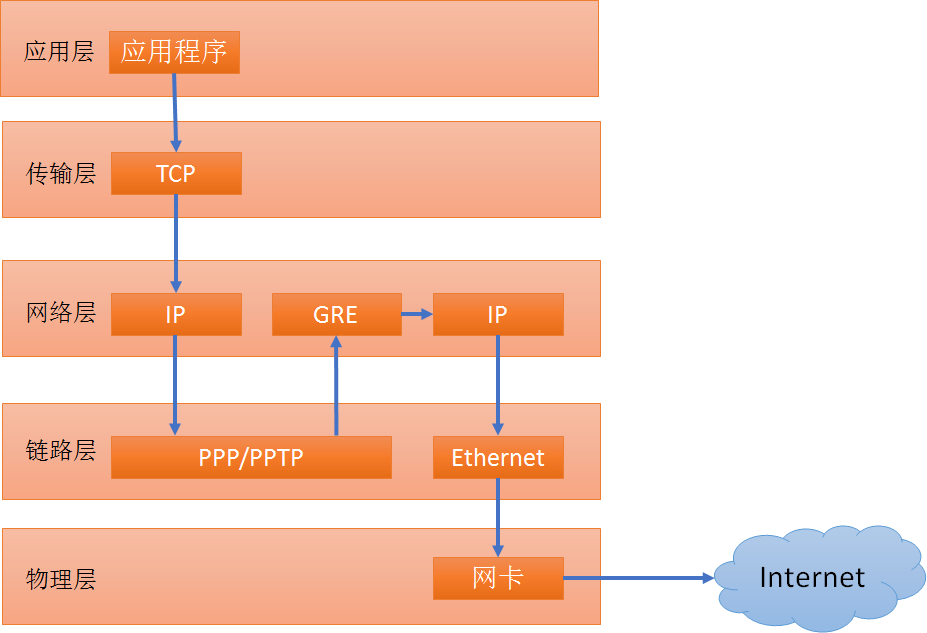 应用层 应用程序
传输层 TCP
网络层 IP GRE IP
链路层 PPP/PPTP Ethernet
物理层 网卡 Internet